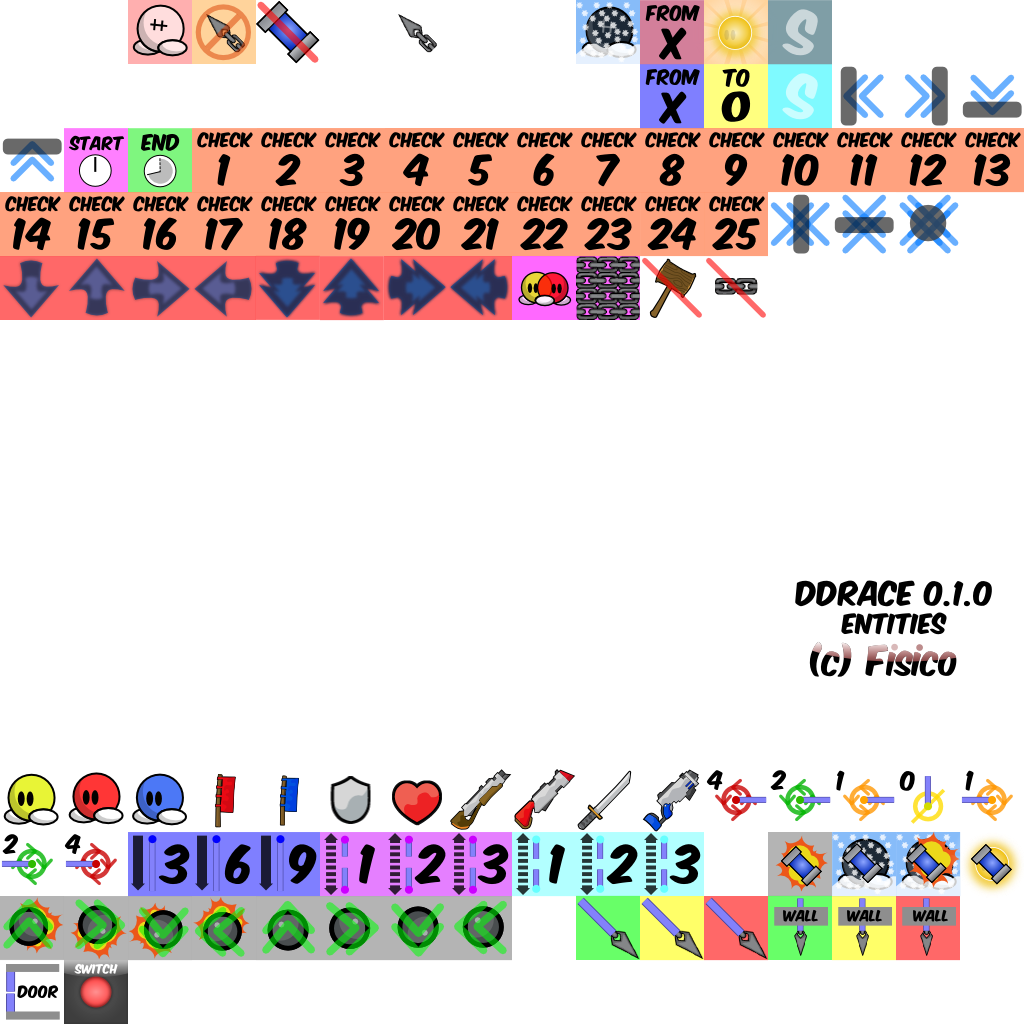 FROM
X
S
FROM
X
TO
O
S
START
END
CHECK
1
CHECK
2
CHECK
3
CHECK
4
CHECK
5
CHECK
6
CHECK
7
CHECK
8
CHECK
9
CHECK
10
CHECK
11
CHECK
12
CHECK
13
CHECK
14
CHECK
15
CHECK
16
CHECK
17
CHECK
18
CHECK
19
CHECK
20
CHECK
21
CHECK
22
CHECK
23
CHECK
24
CHECK
25
DDRACE 0.1.0
ENTITIES
(c) Fisico
4 2 1 0 1
2 4
3 6 9 1 2 3 1 2 3
WALL WALL WALL
DOOR
SWITCH